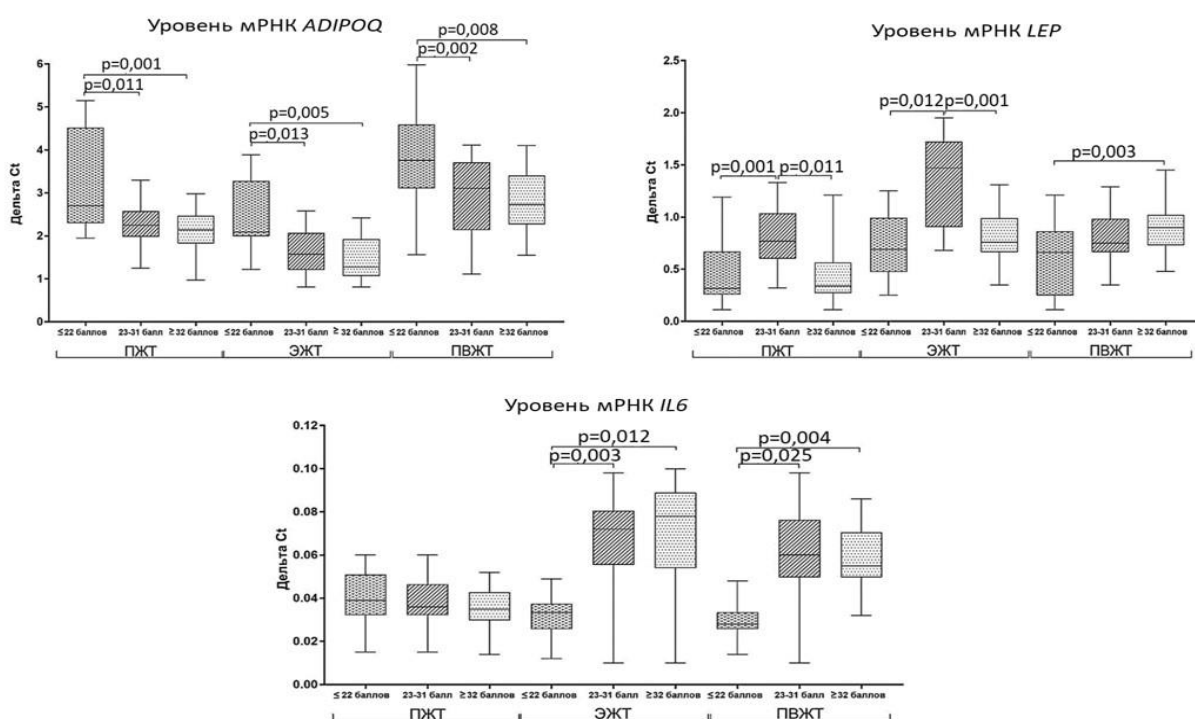 Уровень мРНК ADIPOQ
p=0,008
p=0,002
p=0,001
p=0,011
p=0,005
p=0,013
Дельта Ct
6
5
4
3
2
1
0
≤22 баллов 23-31 балл ≥32 баллов ≤22 баллов 23-31 балл ≥32 баллов ≤22 баллов 23-31 балл ≥32 баллов
ПЖТ ЭЖТ ПВЖТ
Уровень мРНК LEP
p=0,012 p=0,001
p=0,001 p=0,011
p=0,003
Дельта Ct
2.5
2.0
1.5
1.0
0.5
0.0
≤22 баллов 23-31 балл ≥32 баллов ≤22 баллов 23-31 балл ≥32 баллов ≤22 баллов 23-31 балл ≥32 баллов
ПЖТ ЭЖТ ПВЖТ
Уровень мРНК IL6
p=0,012
p=0,003
p=0,004
p=0,025
Дельта Ct
0.12
0.10
0.08
0.06
0.04
0.02
0.00
≤22 баллов 23-31 балл ≥32 баллов ≤22 баллов 23-31 балл ≥32 баллов ≤22 баллов 23-31 балл ≥32 баллов
ПЖТ ЭЖТ ПВЖТ